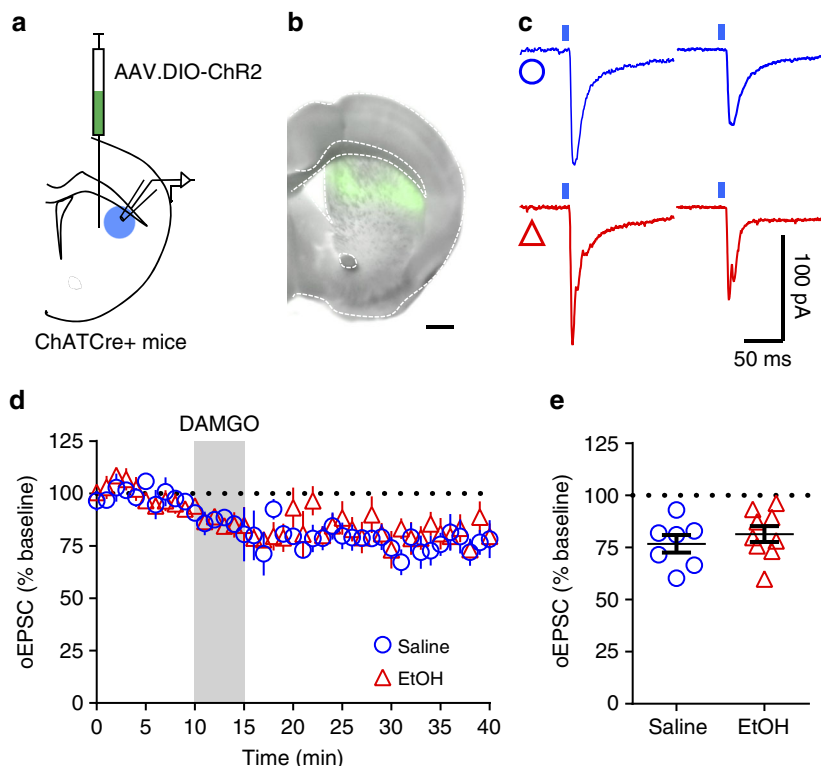 a
AAV.DIO-ChR2
ChATCre+ mice
b
c
100 pA
50 ms
d
DAMGO
oEPSC (% baseline)
125
100
75
50
25
0
0 5 10 15 20 25 30 35 40
Time (min)
Saline
EtOH
e
oEPSC (% baseline)
125
100
75
50
25
0
Saline EtOH